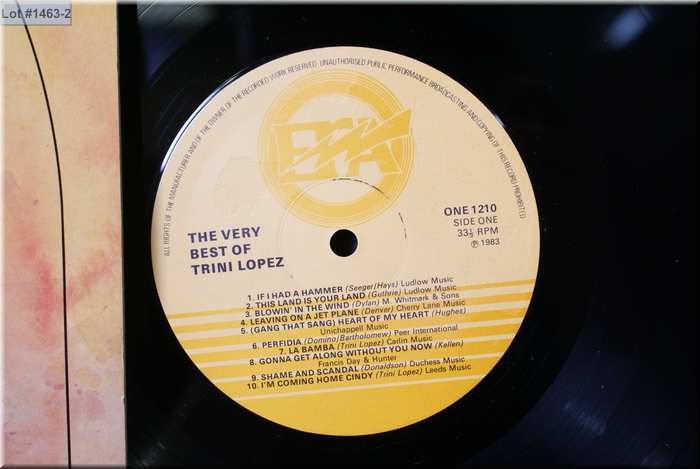 Lot #1463-2
ALL RIGHTS OF THE MANUFACTURER AND OF THE OWNER OF THE RECORDED WORK RESERVED UNAUTHORISED PUBLIC PERFORMANCE BROADCASTING AND COPYING OF THIS RECORD PROHIBITED
THE VERY
BEST OF
TRINI LOPEZ
ONE 1210
SIDE ONE
33⅓ RPM
℗ 1983
1. IF I HAD A HAMMER (Seeger/Hays) Ludlow Music
2. THIS LAND IS YOUR LAND (Guthrie) Ludlow Music
3. BLOWIN' IN THE WIND (Dylan) M. Whitmark & Sons
4. LEAVING ON A JET PLANE (Denver) Cherry Lane Music
5. (GANG THAT SANG) HEART OF MY HEART (Hughes)
Unichappell Music
6. PERFIDIA (Domino/Bartholomew) Peer International
7. LA BAMBA (Trini Lopez) Carlin Music
8. GONNA GET ALONG WITHOUT YOU NOW (Kellen)
Francis Day & Hunter
9. SHAME AND SCANDAL (Donaldson) Duchess Music
10. I'M COMING HOME CINDY (Trini Lopez) Leeds Music